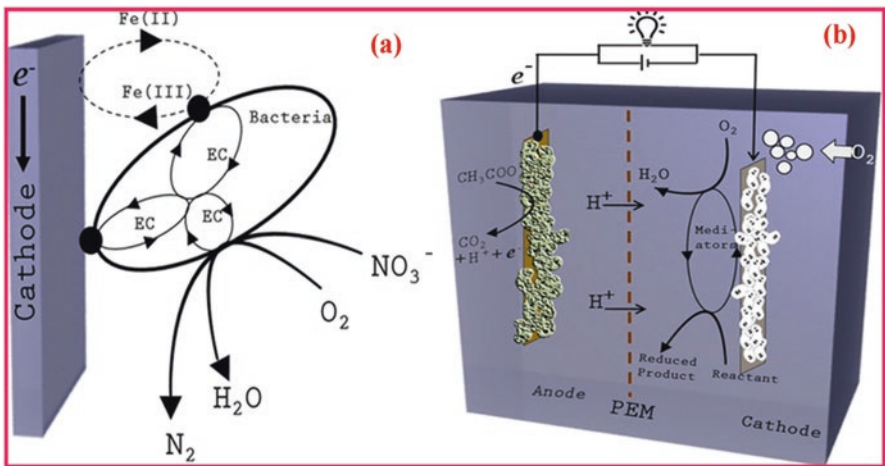 (a)
Fe(II)
Fe(III)
e⁻
Cathode
Bacteria
EC
EC
EC
NO₃⁻
O₂
H₂O
N₂
(b)
e⁻
CH₃COO
CO₂
+H⁺+e⁻
H⁺
H⁺
O₂
H₂O
Medi-
ators
Reduced
Product
Reactant
O₂
Anode
PEM
Cathode